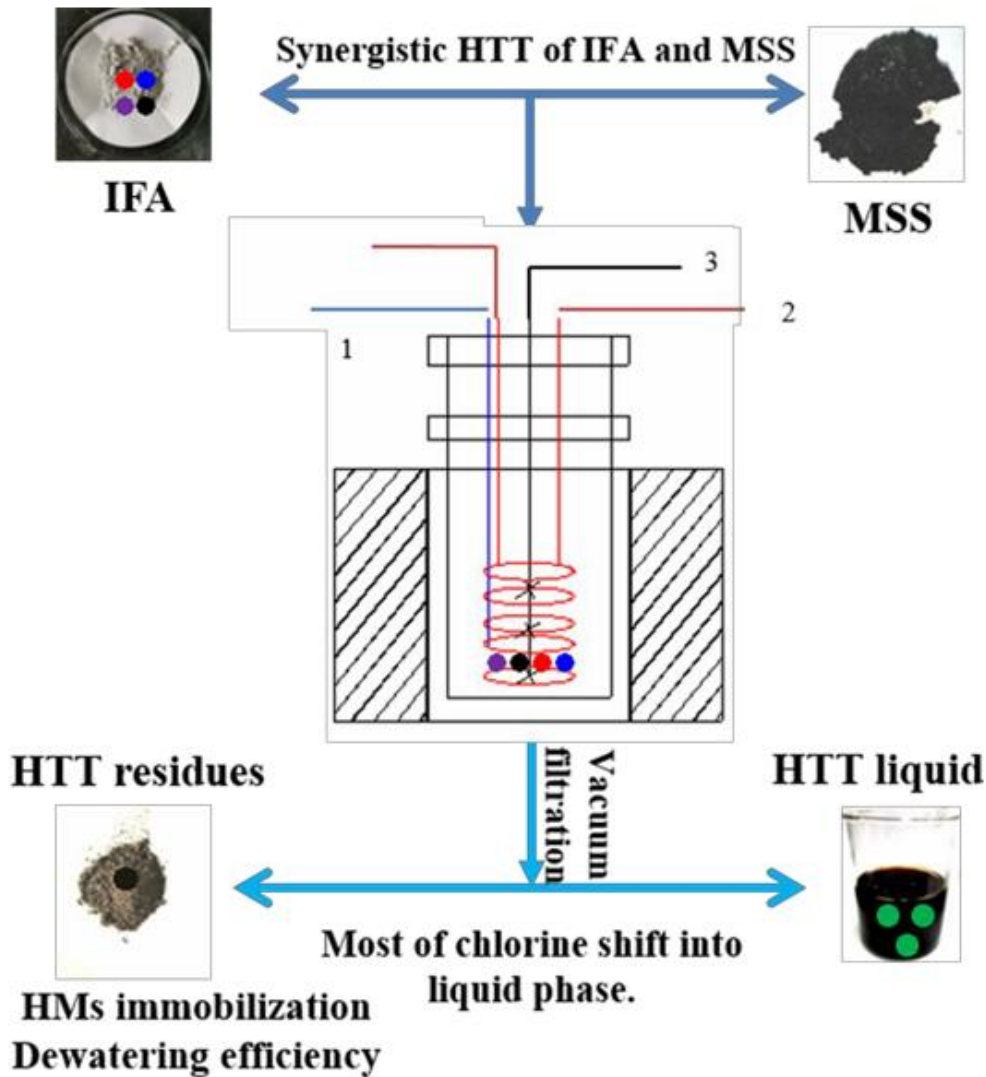 Synergistic HTT of IFA and MSS
IFA
MSS
3
2
1
Vacuum
filtration
HTT residues
HTT liquid
Most of chlorine shift into
liquid phase.
HMs immobilization
Dewatering efficiency